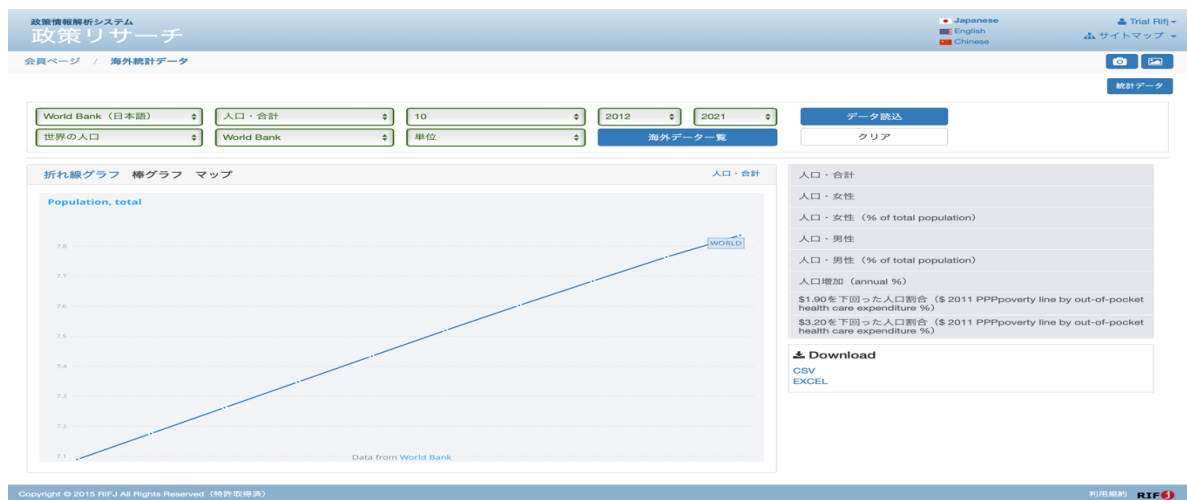 政策情報解析システム
政策リサーチ
Japanese
English
Chinese
Trial Rifj
サイトマップ
会員ページ / 海外統計データ
統計データ
World Bank（日本語） 人口・合計 10 2012 2021 データ読込
世界の人口 World Bank 単位 海外データ一覧 クリア
折れ線グラフ 棒グラフ マップ 人口・合計
Population, total
WORLD
7.8
7.7
7.6
7.5
7.4
7.3
7.2
7.1
Data from World Bank
人口・合計
人口・女性
人口・女性（% of total population）
人口・男性
人口・男性（% of total population）
人口増加（annual %）
$1.90を下回った人口割合（$ 2011 PPPpoverty line by out-of-pocket
health care expenditure %）
$3.20を下回った人口割合（$ 2011 PPPpoverty line by out-of-pocket
health care expenditure %）
Download
CSV
EXCEL
Copyright © 2015 RIFJ All Rights Reserved（特許取得済）
利用規約 RIFJ